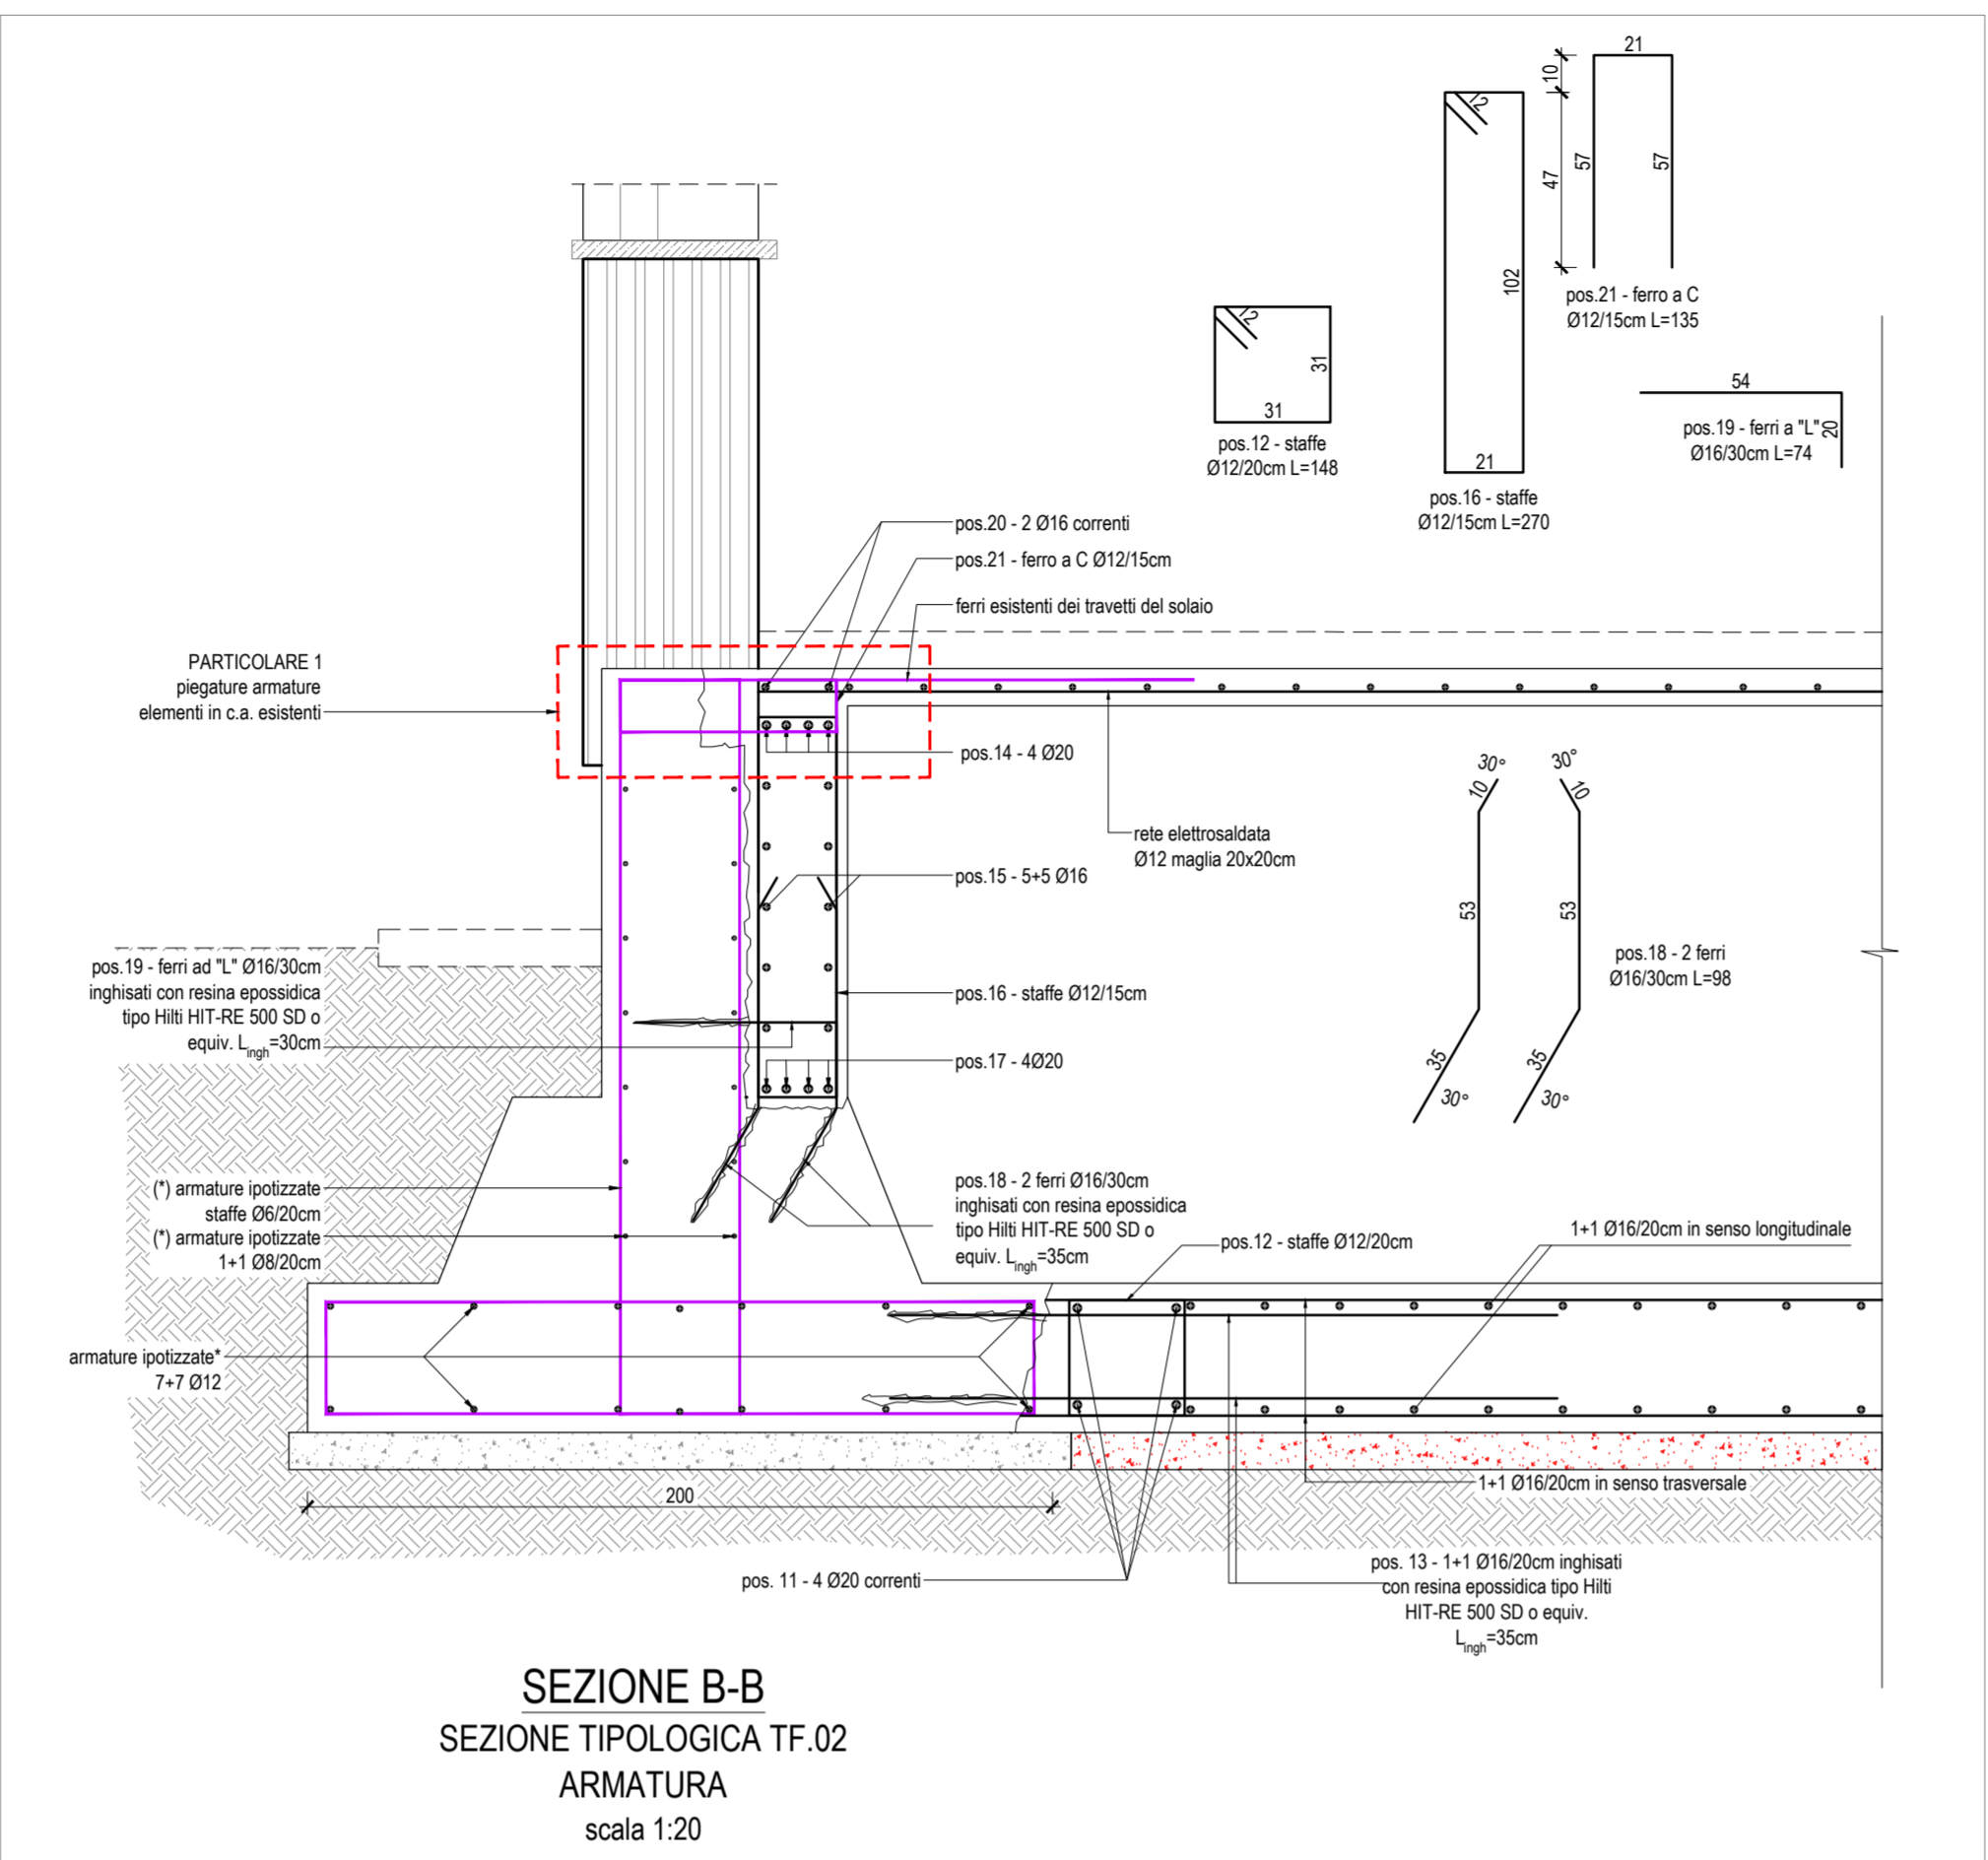 21
10
47
57
57
pos.21 - ferro a C
Ø12/15cm L=135
12
102
21
pos.16 - staffe
Ø12/15cm L=270
12
31
31
pos.12 - staffe
Ø12/20cm L=148
54
20
pos.19 - ferri a "L"
Ø16/30cm L=74
pos.20 - 2 Ø16 correnti
pos.21 - ferro a C Ø12/15cm
ferri esistenti dei travetti del solaio
PARTICOLARE 1
piegature armature
elementi in c.a. esistenti
pos.14 - 4 Ø20
rete elettrosaldata
Ø12 maglia 20x20cm
pos.15 - 5+5 Ø16
30°
10
53
35
30°
30°
10
53
35
30°
pos.18 - 2 ferri
Ø16/30cm L=98
pos.19 - ferri ad "L" Ø16/30cm
inghisati con resina epossidica
tipo Hilti HIT-RE 500 SD o
equiv. Lingh=30cm
pos.16 - staffe Ø12/15cm
pos.17 - 4Ø20
(*) armature ipotizzate
staffe Ø6/20cm
(*) armature ipotizzate
1+1 Ø8/20cm
pos.18 - 2 ferri Ø16/30cm
inghisati con resina epossidica
tipo Hilti HIT-RE 500 SD o
equiv. Lingh=35cm
pos.12 - staffe Ø12/20cm
1+1 Ø16/20cm in senso longitudinale
armature ipotizzate*
7+7 Ø12
200
1+1 Ø16/20cm in senso trasversale
pos. 11 - 4 Ø20 correnti
pos. 13 - 1+1 Ø16/20cm inghisati
con resina epossidica tipo Hilti
HIT-RE 500 SD o equiv.
Lingh=35cm
SEZIONE B-B
SEZIONE TIPOLOGICA TF.02
ARMATURA
scala 1:20